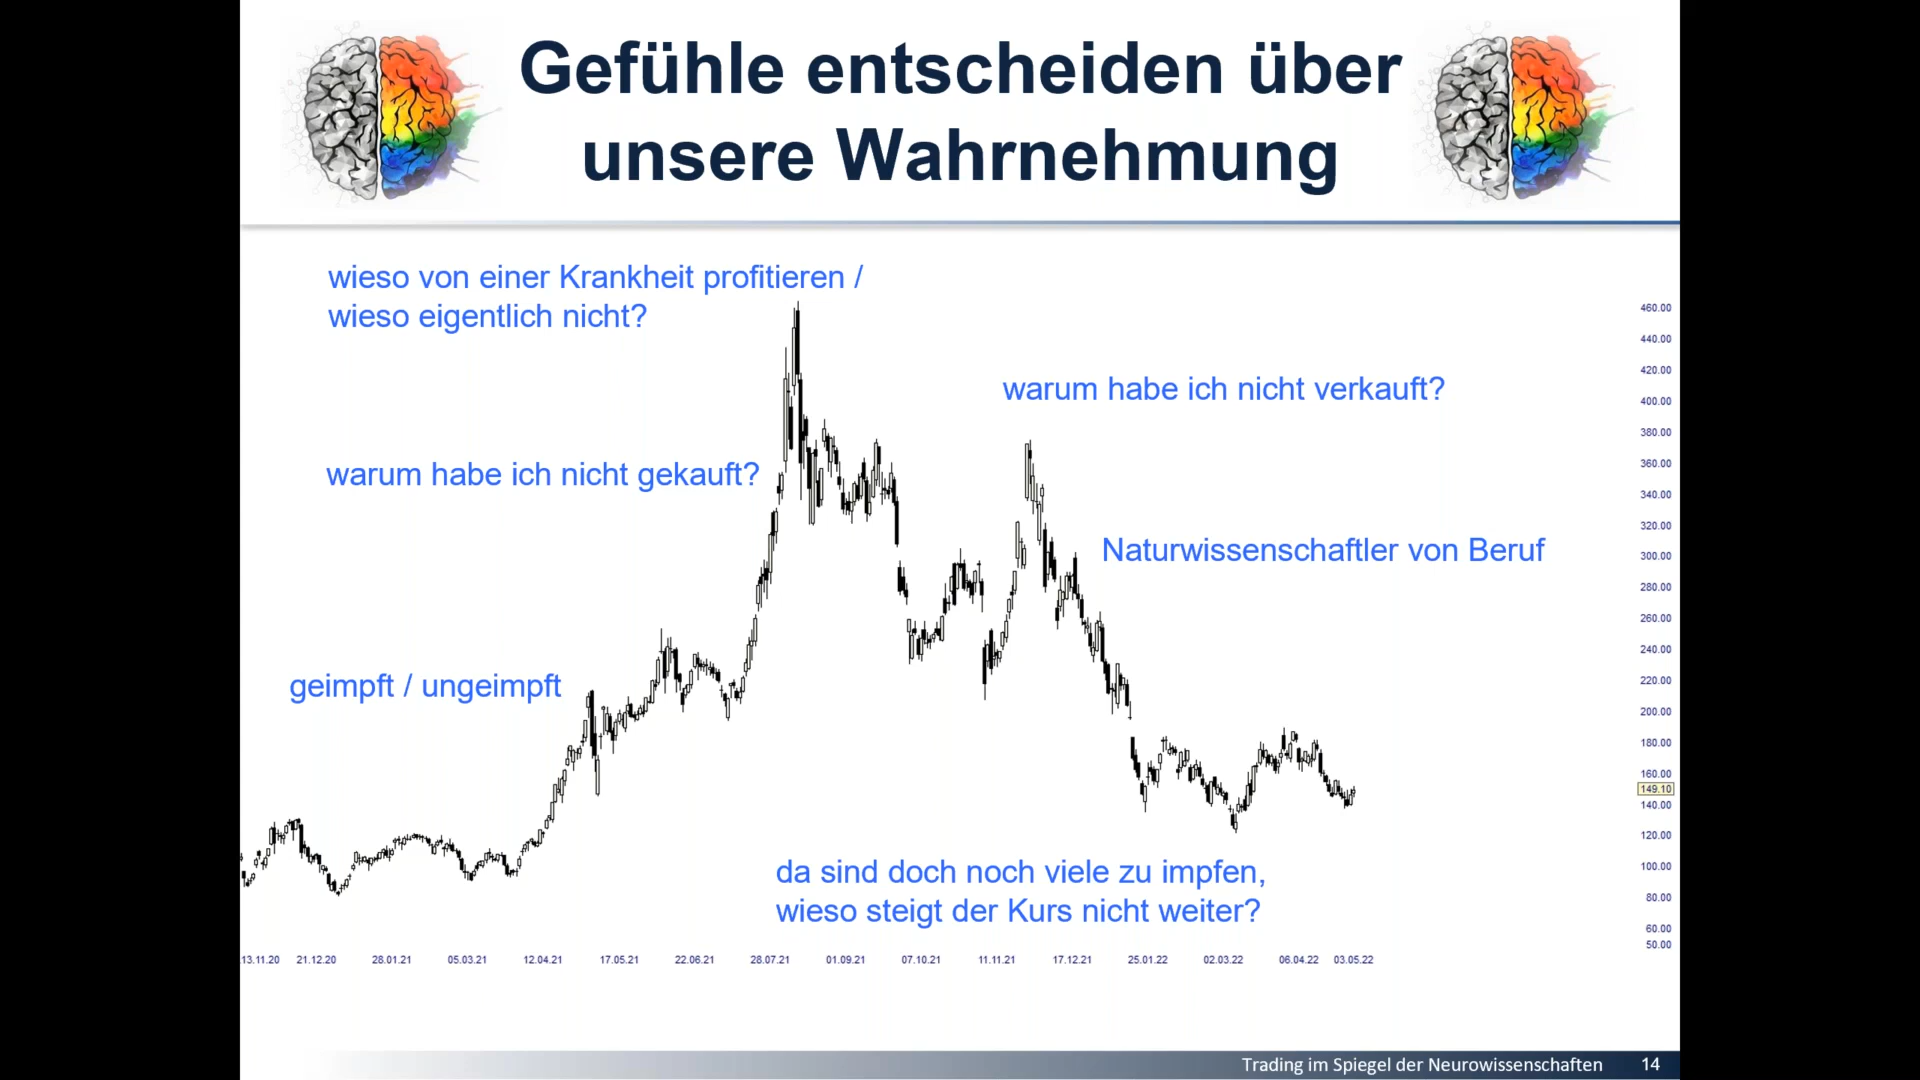 Gefühle entscheiden über
unsere Wahrnehmung
wieso von einer Krankheit profitieren /
wieso eigentlich nicht?
warum habe ich nicht verkauft?
warum habe ich nicht gekauft?
Naturwissenschaftler von Beruf
geimpft / ungeimpft
da sind doch noch viele zu impfen,
wieso steigt der Kurs nicht weiter?
460.00
440.00
420.00
400.00
380.00
360.00
340.00
320.00
300.00
280.00
260.00
240.00
220.00
200.00
180.00
160.00
149.10
140.00
120.00
100.00
80.00
60.00
50.00
13.11.20 21.12.20 28.01.21 05.03.21 12.04.21 17.05.21 22.06.21 28.07.21 01.09.21 07.10.21 11.11.21 17.12.21 25.01.22 02.03.22 06.04.22 03.05.22
Trading im Spiegel der Neurowissenschaften 14